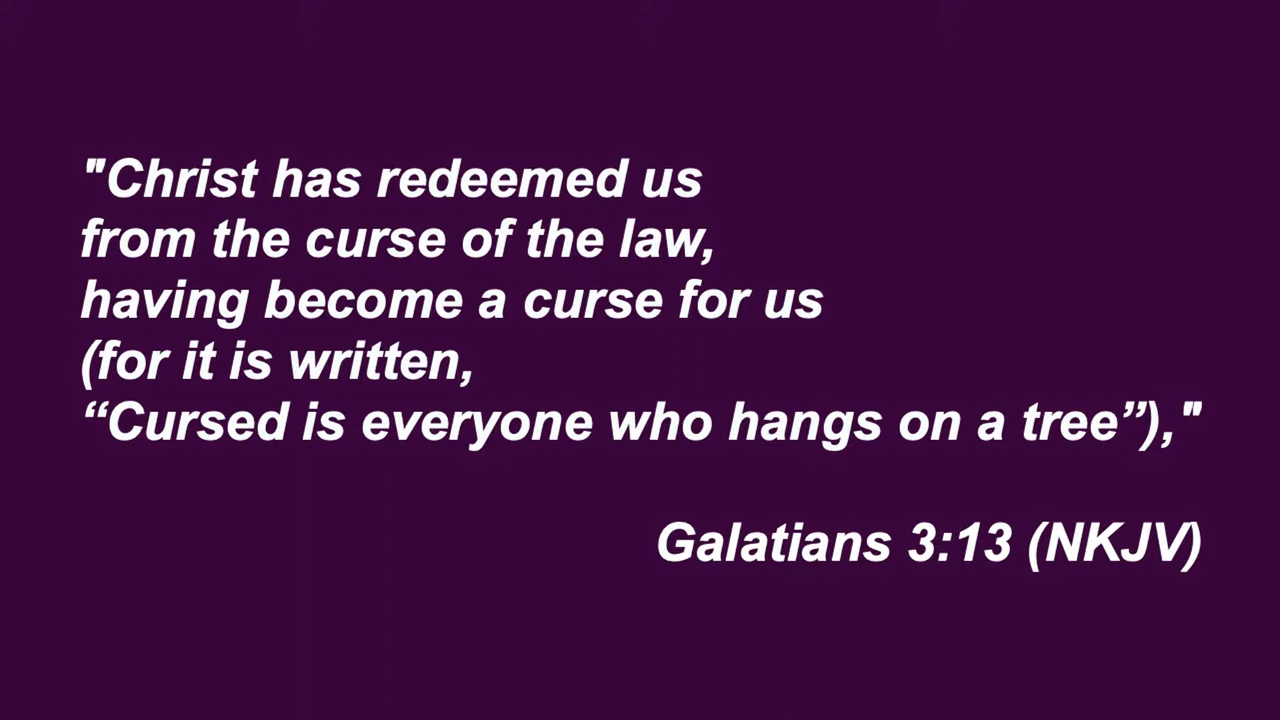 "Christ has redeemed us
from the curse of the law,
having become a curse for us
(for it is written,
“Cursed is everyone who hangs on a tree”),"
Galatians 3:13 (NKJV)